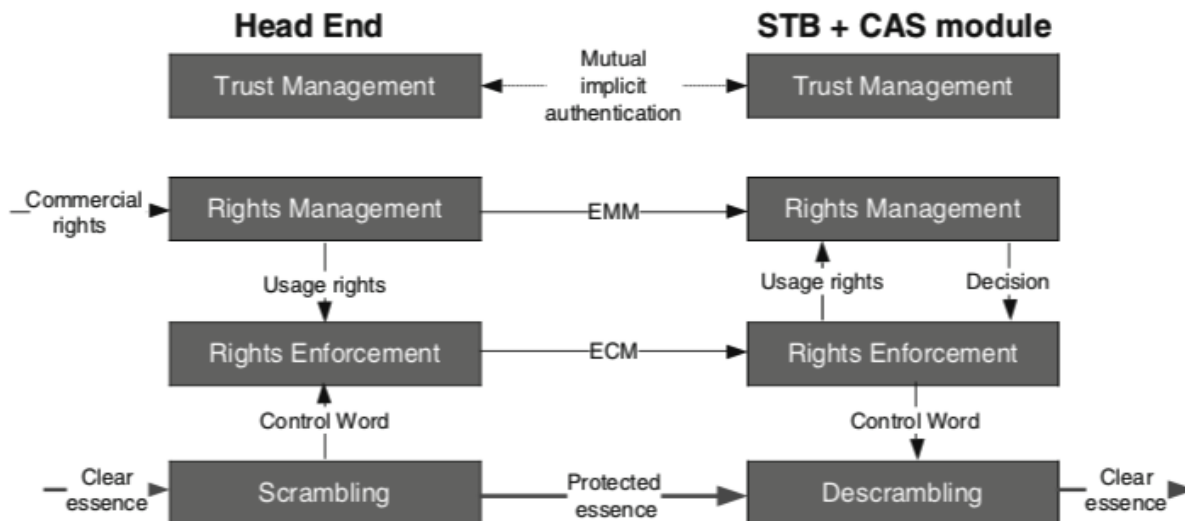 Head End
STB + CAS module
Trust Management
Mutual
implicit
authentication
Trust Management
Commercial
rights
Rights Management
EMM
Rights Management
Usage rights
Usage rights
Decision
Rights Enforcement
ECM
Rights Enforcement
Control Word
Control Word
Clear
essence
Scrambling
Protected
essence
Descrambling
Clear
essence